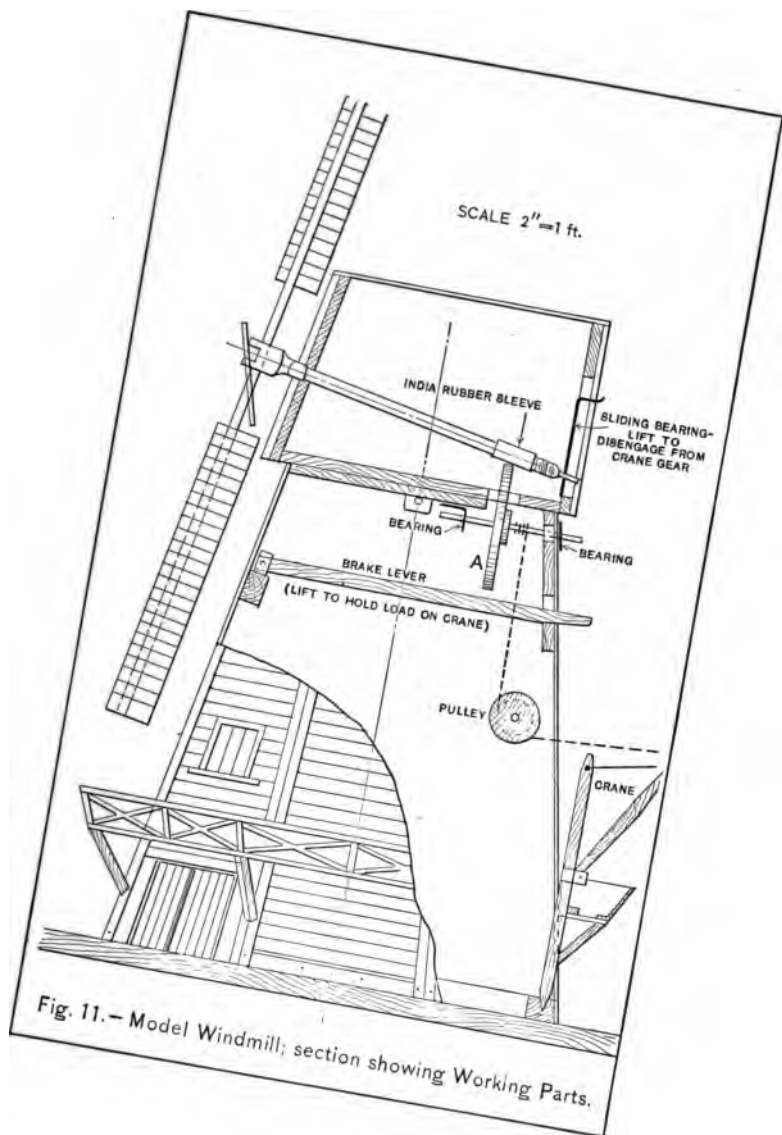 SCALE 2"=1 ft.
INDIA RUBBER SLEEVE
SLIDING BEARING-
LIFT TO
DISENGAGE FROM
CRANE GEAR
BEARING
BEARING
A
BRAKE LEVER
(LIFT TO HOLD LOAD ON CRANE)
PULLEY
CRANE
Fig. 11.— Model Windmill; section showing Working Parts.